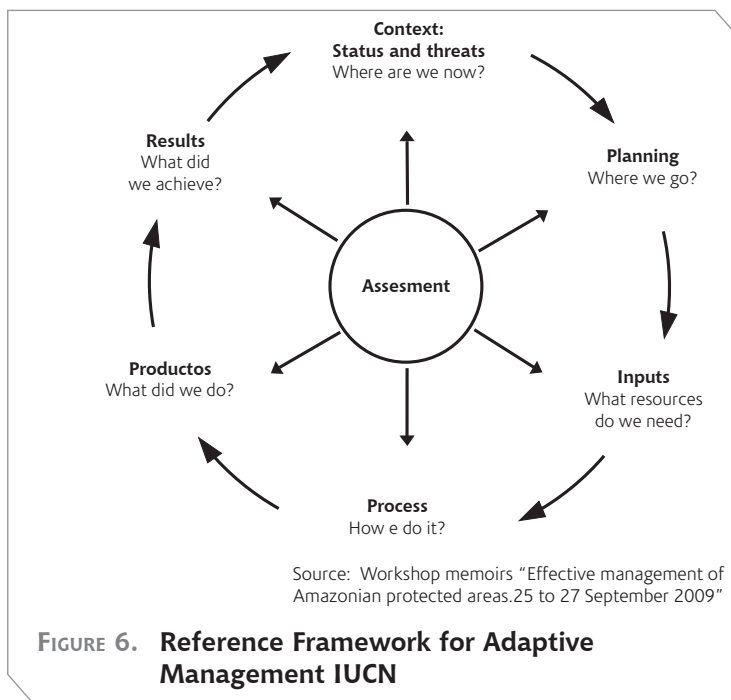 Context:
Status and threats
Where are we now?
Planning
Where we go?
Inputs
What resources
do we need?
Process
How e do it?
Productos
What did we do?
Results
What did
we achieve?
Assesment
Source: Workshop memoirs “Effective management of
Amazonian protected areas.25 to 27 September 2009”
Figure 6. Reference Framework for Adaptive
Management IUCN